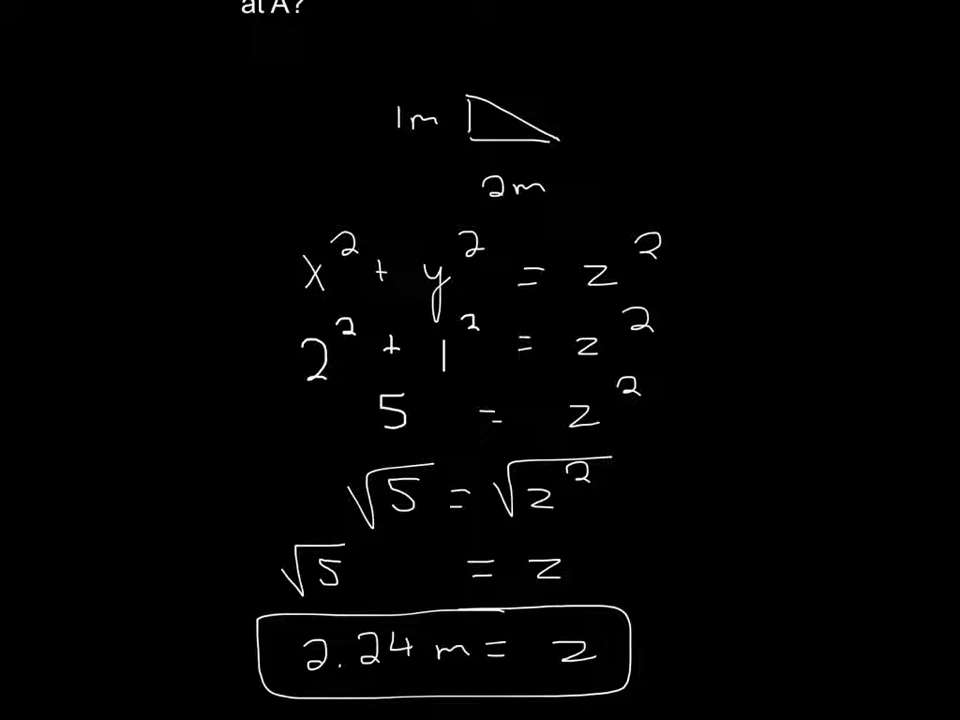 at A?
1m
2m
x² + y² = z²
2² + 1² = z²
5 = z²
√5 = √z²
√5 = z
2.24 m = z